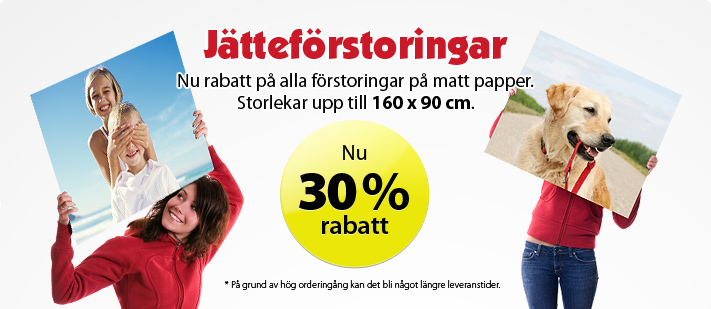 Jätteförstoringar
Nu rabatt på alla förstoringar på matt papper.
Storlekar upp till 160 x 90 cm.
Nu
30%
rabatt
* På grund av hög orderingång kan det bli något längre leveranstider.